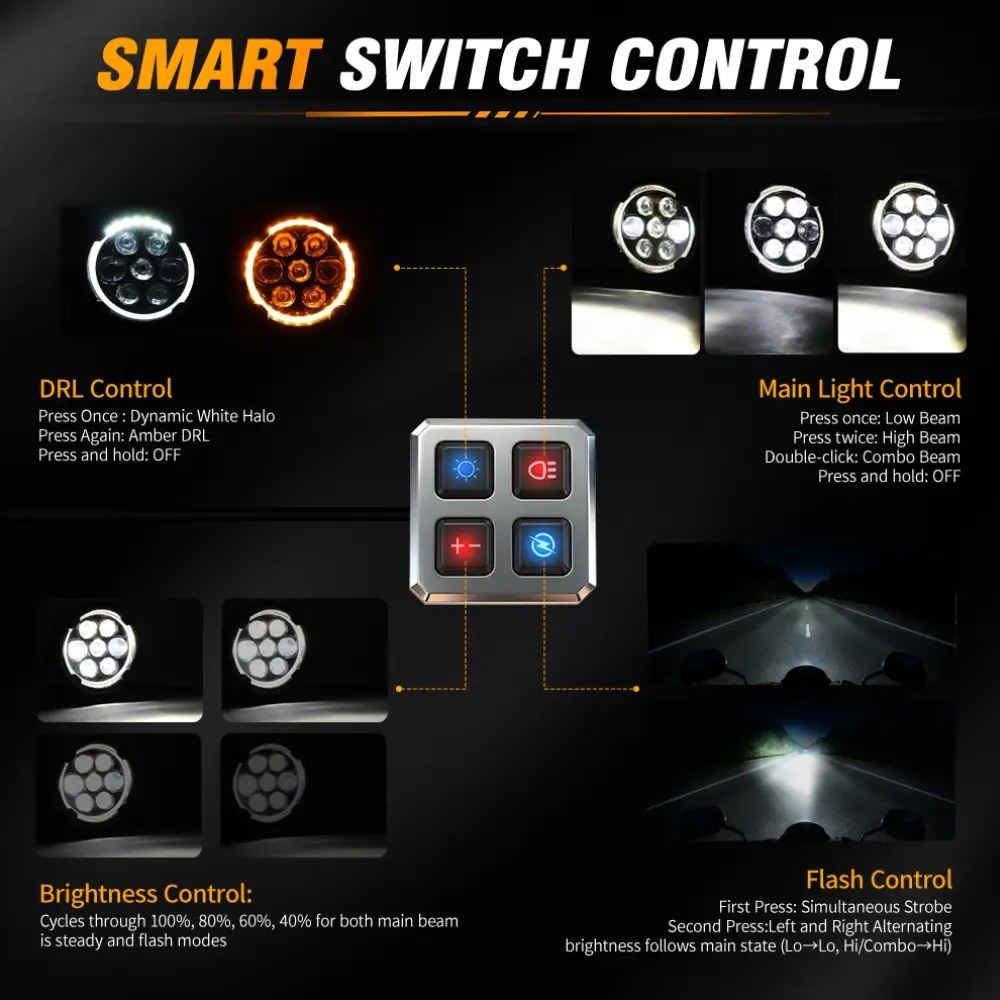 SMART SWITCH CONTROL
DRL Control
Press Once : Dynamic White Halo
Press Again: Amber DRL
Press and hold: OFF
Main Light Control
Press once: Low Beam
Press twice: High Beam
Double-click: Combo Beam
Press and hold: OFF
Brightness Control:
Cycles through 100%, 80%, 60%, 40% for both main beam
is steady and flash modes
Flash Control
First Press: Simultaneous Strobe
Second Press:Left and Right Alternating
brightness follows main state (Lo→Lo, Hi/Combo→Hi)